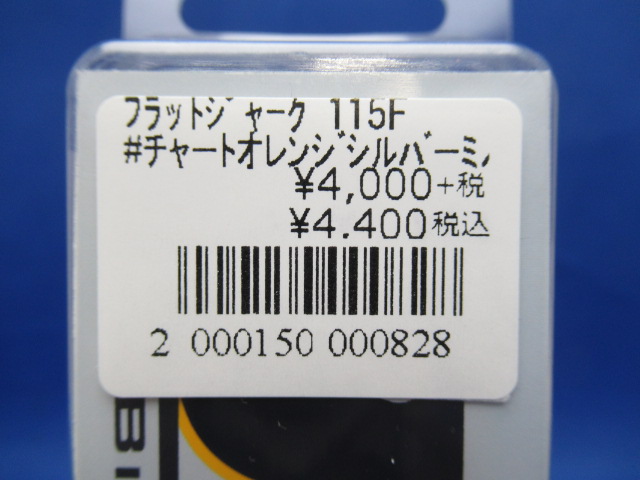 フラットジャーク 115F
#チャートオレンジシルバーミ
¥4,000+税
¥4,400税込
2 000150 000828